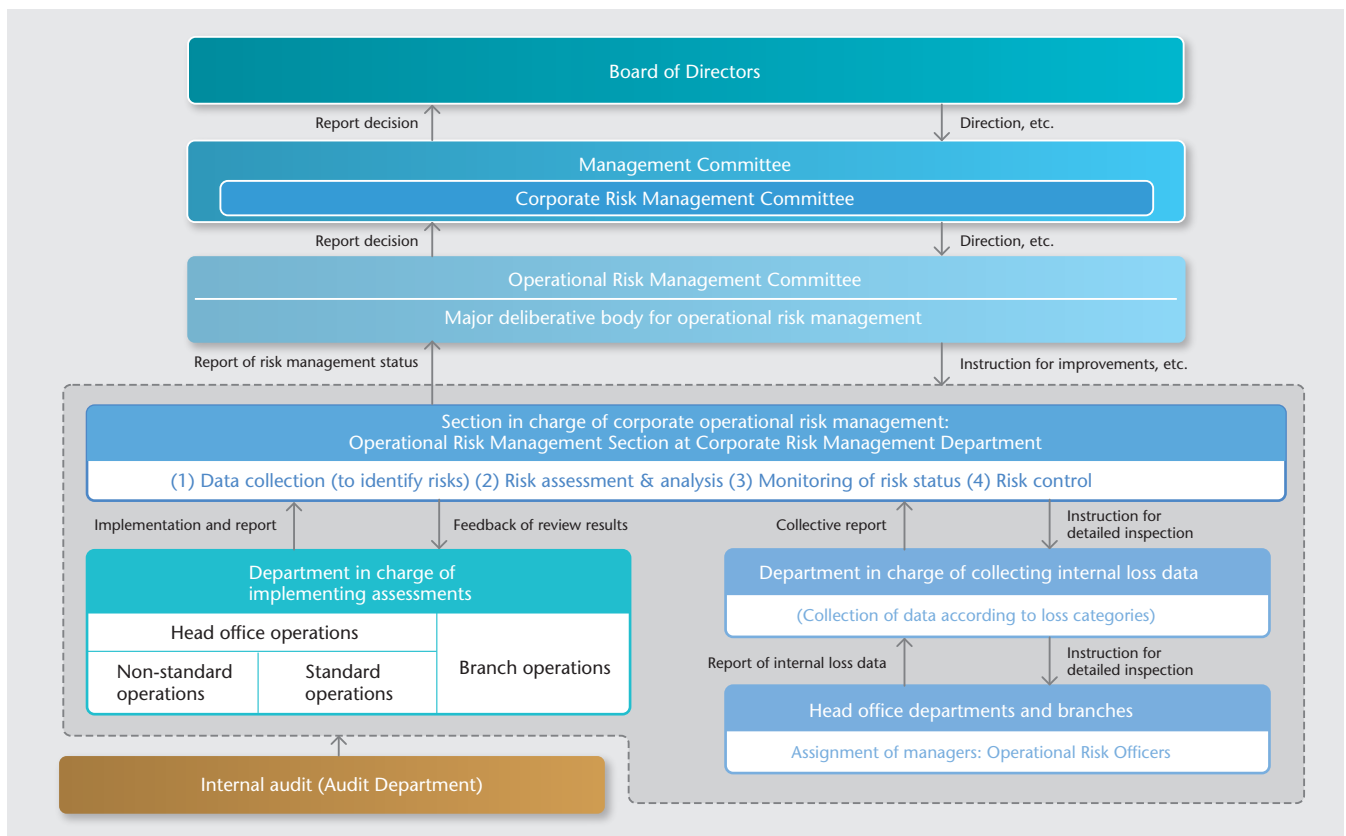 Board of Directors
Report decision
Direction, etc.
Management Committee
Corporate Risk Management Committee
Report decision
Direction, etc.
Operational Risk Management Committee
Major deliberative body for operational risk management
Report of risk management status
Instruction for improvements, etc.
Section in charge of corporate operational risk management:
Operational Risk Management Section at Corporate Risk Management Department
(1) Data collection (to identify risks) (2) Risk assessment & analysis (3) Monitoring of risk status (4) Risk control
Implementation and report
Feedback of review results
Collective report
Instruction for
detailed inspection
Department in charge of
implementing assessments
Head office operations
Non-standard
operations
Standard
operations
Branch operations
Department in charge of collecting internal loss data
(Collection of data according to loss categories)
Report of internal loss data
Instruction for
detailed inspection
Head office departments and branches
Assignment of managers: Operational Risk Officers
Internal audit (Audit Department)